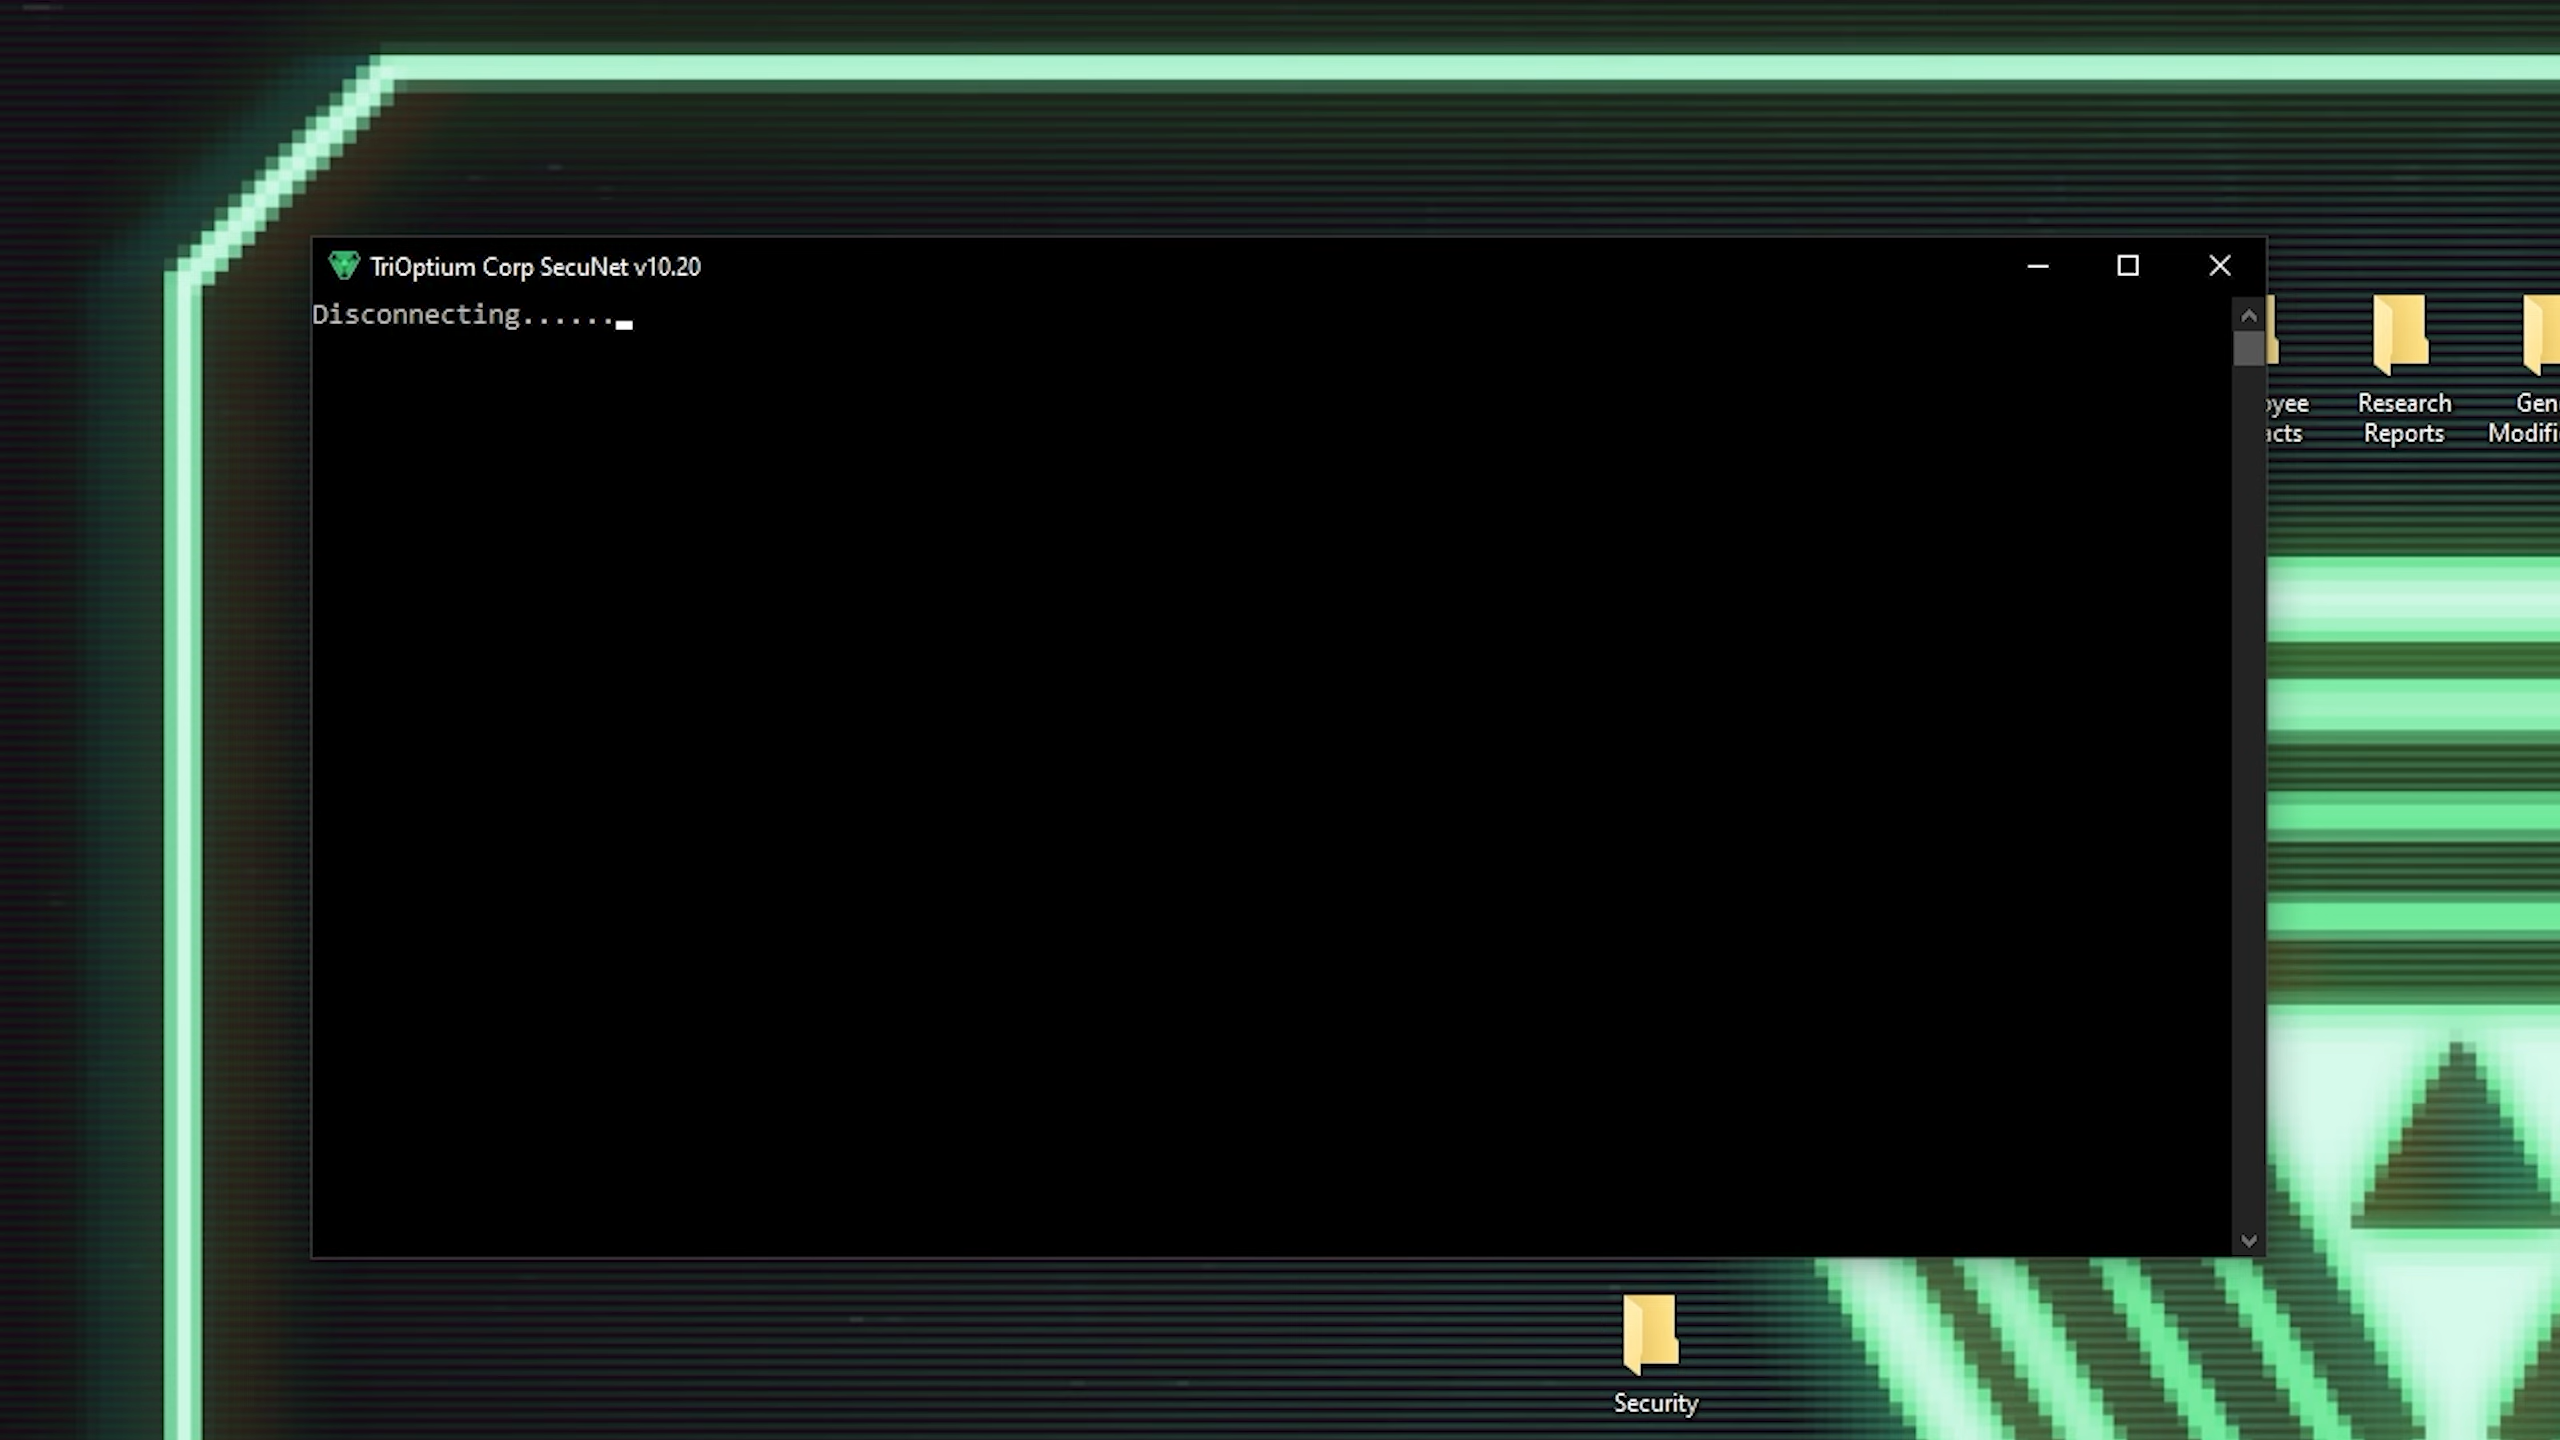 TriOptium Corp SecuNet v10.20
Disconnecting......
Research
Reports
Security